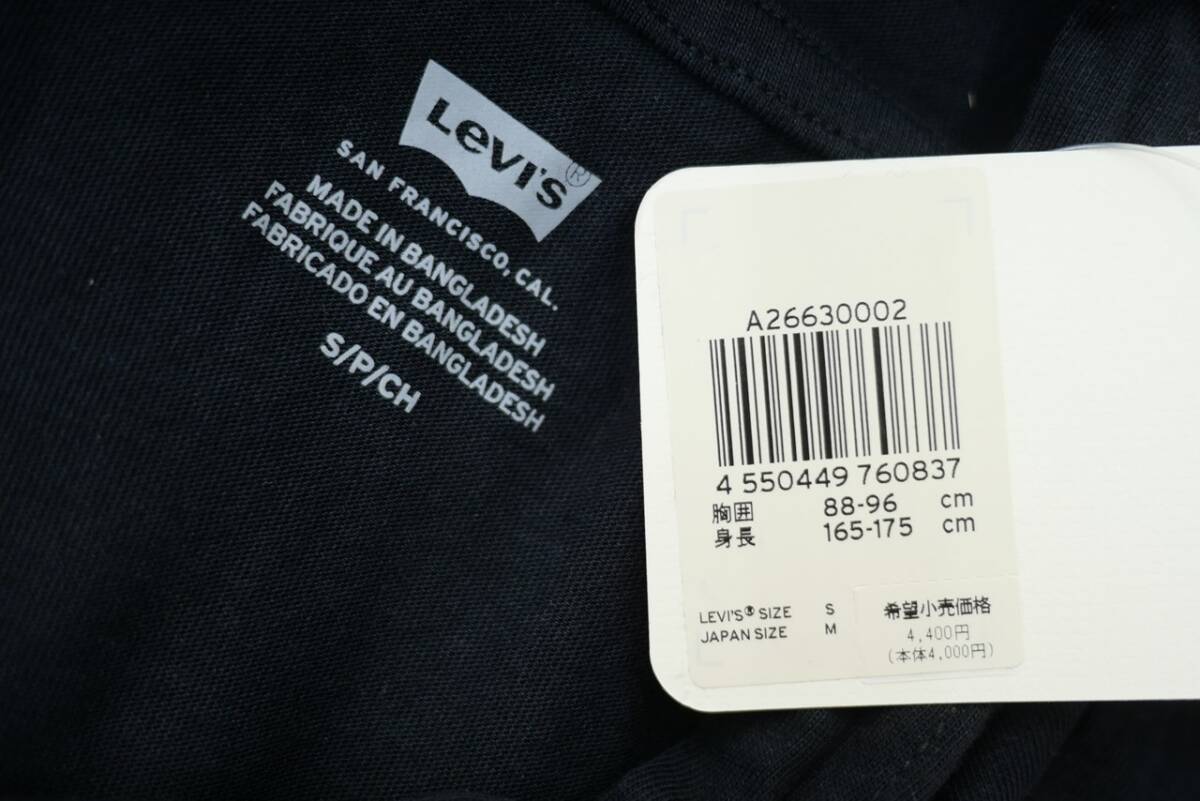 Levi's®
SAN FRANCISCO, CAL.
MADE IN BANGLADESH
FABRIQUE AU BANGLADESH
FABRICADO EN BANGLADESH
S/P/CH
A26630002
4 550449 760837
胸囲 88-96 cm
身長 165-175 cm
LEVI'S® SIZE S
JAPAN SIZE M
希望小売価格
4,400円
(本体4,000円)